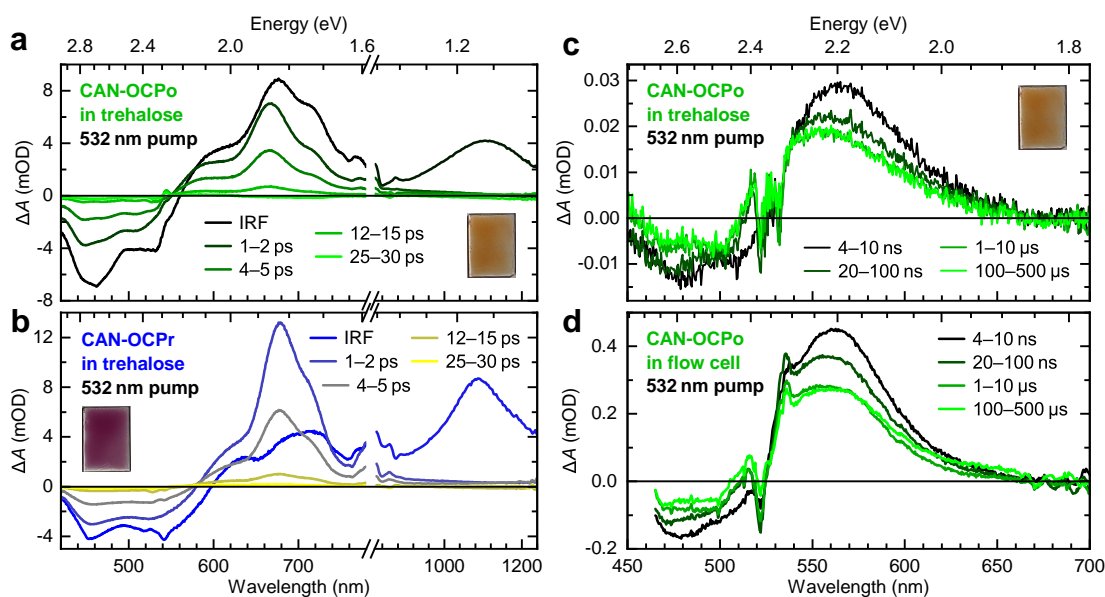 Energy (eV)
2.8 2.4 2.0 1.6 1.2
a
CAN-OCPo
in trehalose
532 nm pump
IRF
1–2 ps
4–5 ps
12–15 ps
25–30 ps
ΔA (mOD)
8
4
0
-4
-8
b
CAN-OCPr
in trehalose
532 nm pump
IRF
1–2 ps
4–5 ps
12–15 ps
25–30 ps
ΔA (mOD)
12
8
4
0
-4
500 600 700 1000 1200
Wavelength (nm)
Energy (eV)
2.6 2.4 2.2 2.0 1.8
c
CAN-OCPo
in trehalose
532 nm pump
4–10 ns
20–100 ns
1–10 µs
100–500 µs
ΔA (mOD)
0.03
0.02
0.01
0.00
-0.01
d
CAN-OCPo
in flow cell
532 nm pump
4–10 ns
20–100 ns
1–10 µs
100–500 µs
ΔA (mOD)
0.4
0.2
0.0
-0.2
450 500 550 600 650 700
Wavelength (nm)